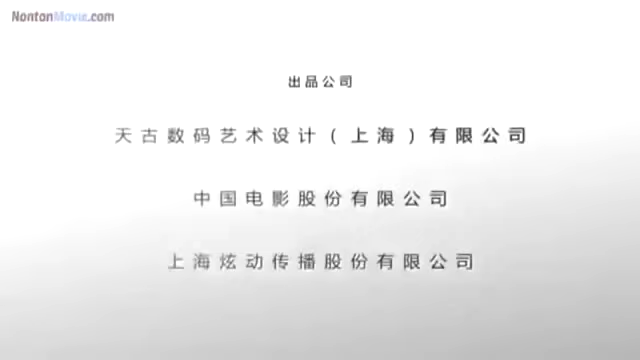 NontonMovie.com
出品公司
天古数码艺术设计(上海)有限公司
中国电影股份有限公司
上海炫动传播股份有限公司